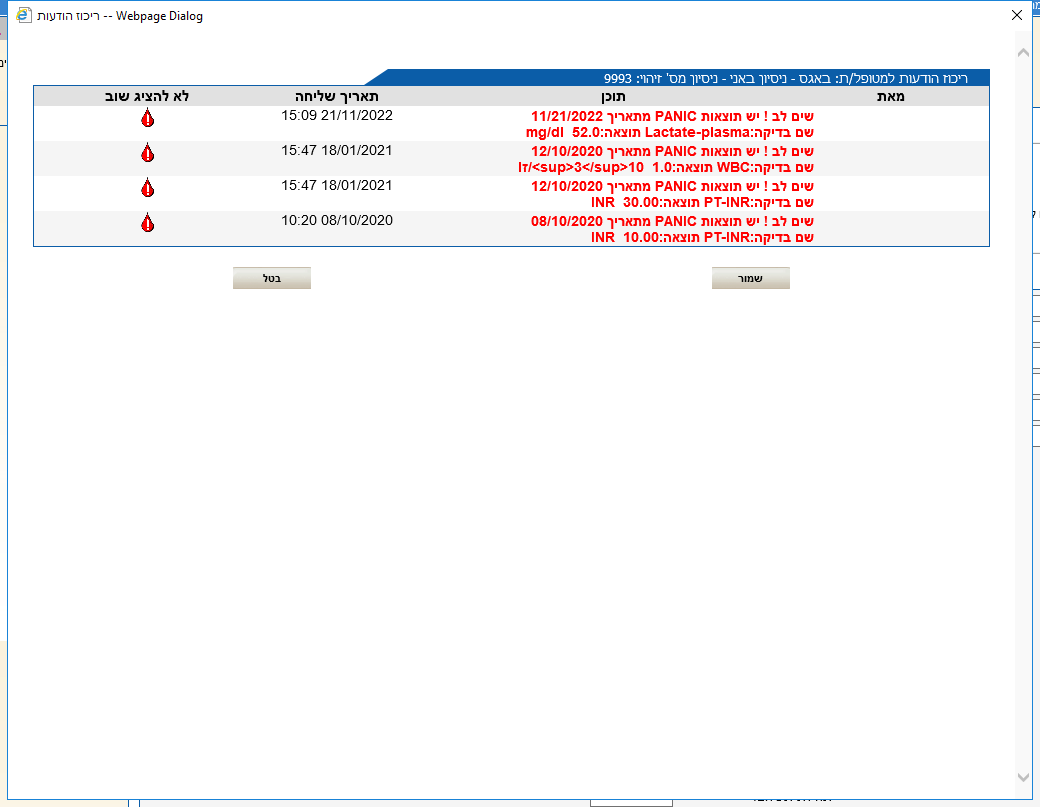 ריכוז הודעות -- Webpage Dialog
ריכוז הודעות למטופל/ת: באגס - ניסיון באני - ניסיון מס' זיהוי: 9993
מאת תוכן תאריך שליחה לא להציג שוב
שים לב ! יש תוצאות PANIC מתאריך 11/21/2022 21/11/2022 15:09
שם בדיקה:Lactate-plasma תוצאה:52.0 mg/dl
שים לב ! יש תוצאות PANIC מתאריך 12/10/2020 18/01/2021 15:47
שם בדיקה:WBC תוצאה:1.0 10<sup>3</sup>/זו
שים לב ! יש תוצאות PANIC מתאריך 12/10/2020 18/01/2021 15:47
שם בדיקה:PT-INR תוצאה:30.00 INR
שים לב ! יש תוצאות PANIC מתאריך 08/10/2020 08/10/2020 10:20
שם בדיקה:PT-INR תוצאה:10.00 INR
שמור בטל